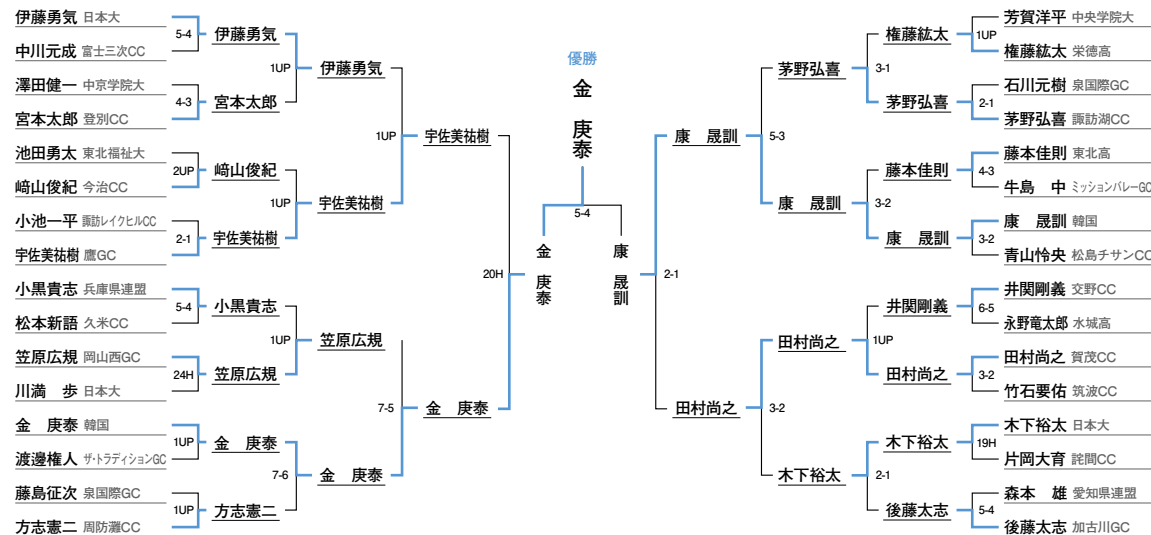 伊藤勇気 日本大
5-4
中川元成 富士三次CC
澤田健一 中京学院大
4-3
宮本太郎 登別CC
池田勇太 東北福祉大
2UP
﨑山俊紀 今治CC
小池一平 諏訪レイクヒルCC
2-1
宇佐美祐樹 鷹GC
小黒貴志 兵庫県連盟
5-4
松本新語 久米CC
笠原広規 岡山西GC
24H
川満 歩 日本大
金 庚泰 韓国
1UP
渡邊権人 ザ・トラディションGC
藤島征次 泉国際GC
1UP
方志憲二 周防灘CC
伊藤勇気
1UP
宮本太郎
﨑山俊紀
1UP
宇佐美祐樹
小黒貴志
1UP
笠原広規
金 庚泰
7-6
方志憲二
伊藤勇気
1UP
宇佐美祐樹
笠原広規
7-5
金 庚泰
宇佐美祐樹
20H
金 庚泰
優勝
金 庚泰
5-4
金 庚泰
康 晟訓
康 晟訓
2-1
田村尚之
茅野弘喜
5-3
康 晟訓
田村尚之
3-2
木下裕太
権藤紘太
3-1
茅野弘喜
藤本佳則
3-2
康 晟訓
井関剛義
1UP
田村尚之
木下裕太
2-1
後藤太志
芳賀洋平 中央学院大
1UP
権藤紘太 栄徳高
石川元樹 泉国際GC
2-1
茅野弘喜 諏訪湖CC
藤本佳則 東北高
4-3
牛島 中 ミッションバレーGC
康 晟訓 韓国
3-2
青山怜央 松島チサンCC
井関剛義 交野CC
6-5
永野竜太郎 水城高
田村尚之 賀茂CC
3-2
竹石要佑 筑波CC
木下裕太 日本大
19H
片岡大育 詫間CC
森本 雄 愛知県連盟
5-4
後藤太志 加古川GC